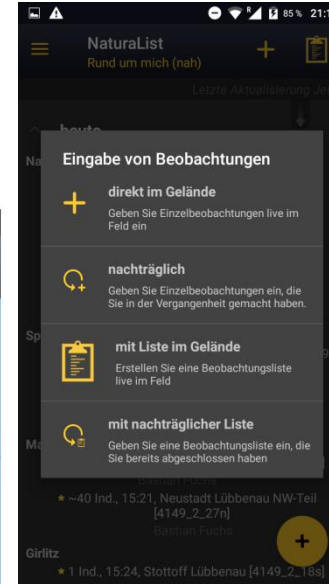 85 % 21:1
NaturaList
Rund um mich (nah)
Letzte Aktualisierung Je
heute
Na
Eingabe von Beobachtungen
direkt im Gelände
Geben Sie Einzelbeobachtungen live im
Feld ein
nachträglich
Geben Sie Einzelbeobachtungen ein, die
Sie in der Vergangenheit gemacht haben.
Sp
mit Liste im Gelände
Erstellen Sie eine Beobachtungsliste
live im Feld
mit nachträglicher Liste
Geben Sie eine Beobachtungsliste ein, die
Sie bereits abgeschlossen haben
Ma
Bastian Fuchs
~40 Ind., 15:21, Neustadt Lübbenau NW-Teil
[4149_2_27n]
Bastian Fuchs
Girlitz
1 Ind., 15:24, Stottoff Lübbenau [4149_2_18s]